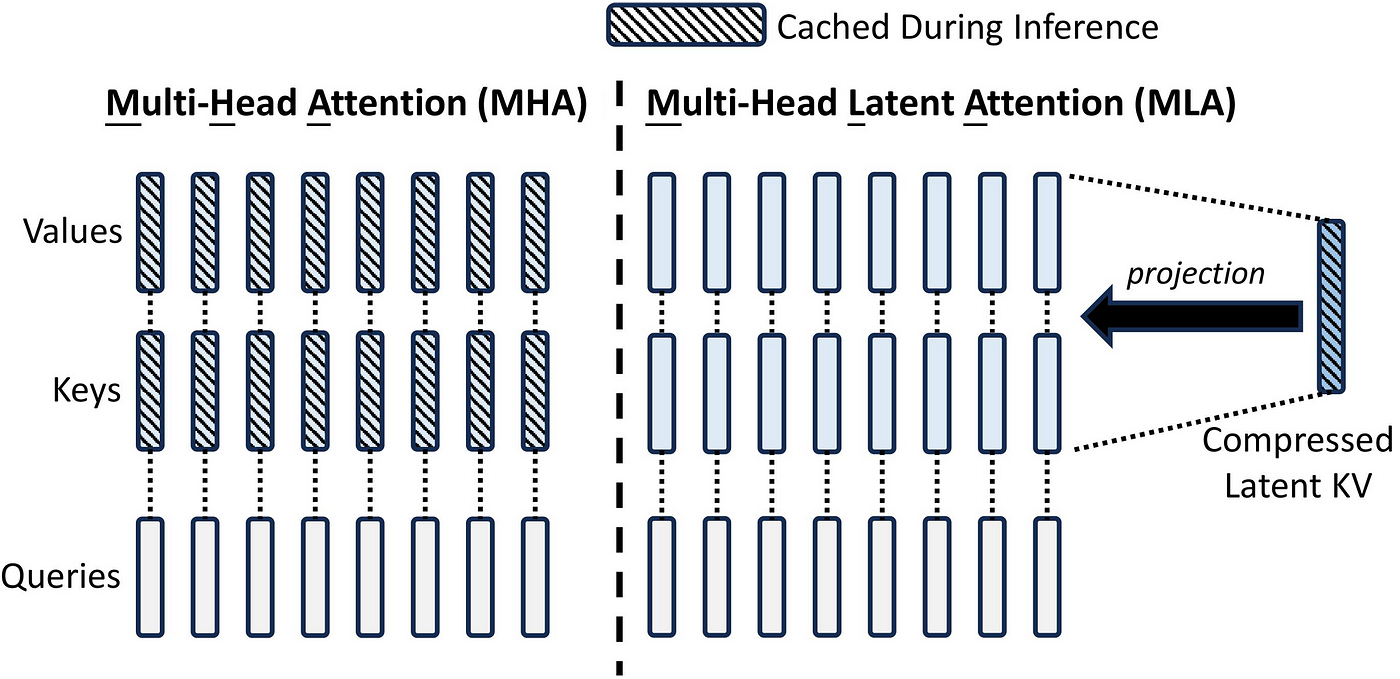 Cached During Inference
Multi-Head Attention (MHA)
Multi-Head Latent Attention (MLA)
Values
projection
Keys
Compressed
Latent KV
Queries